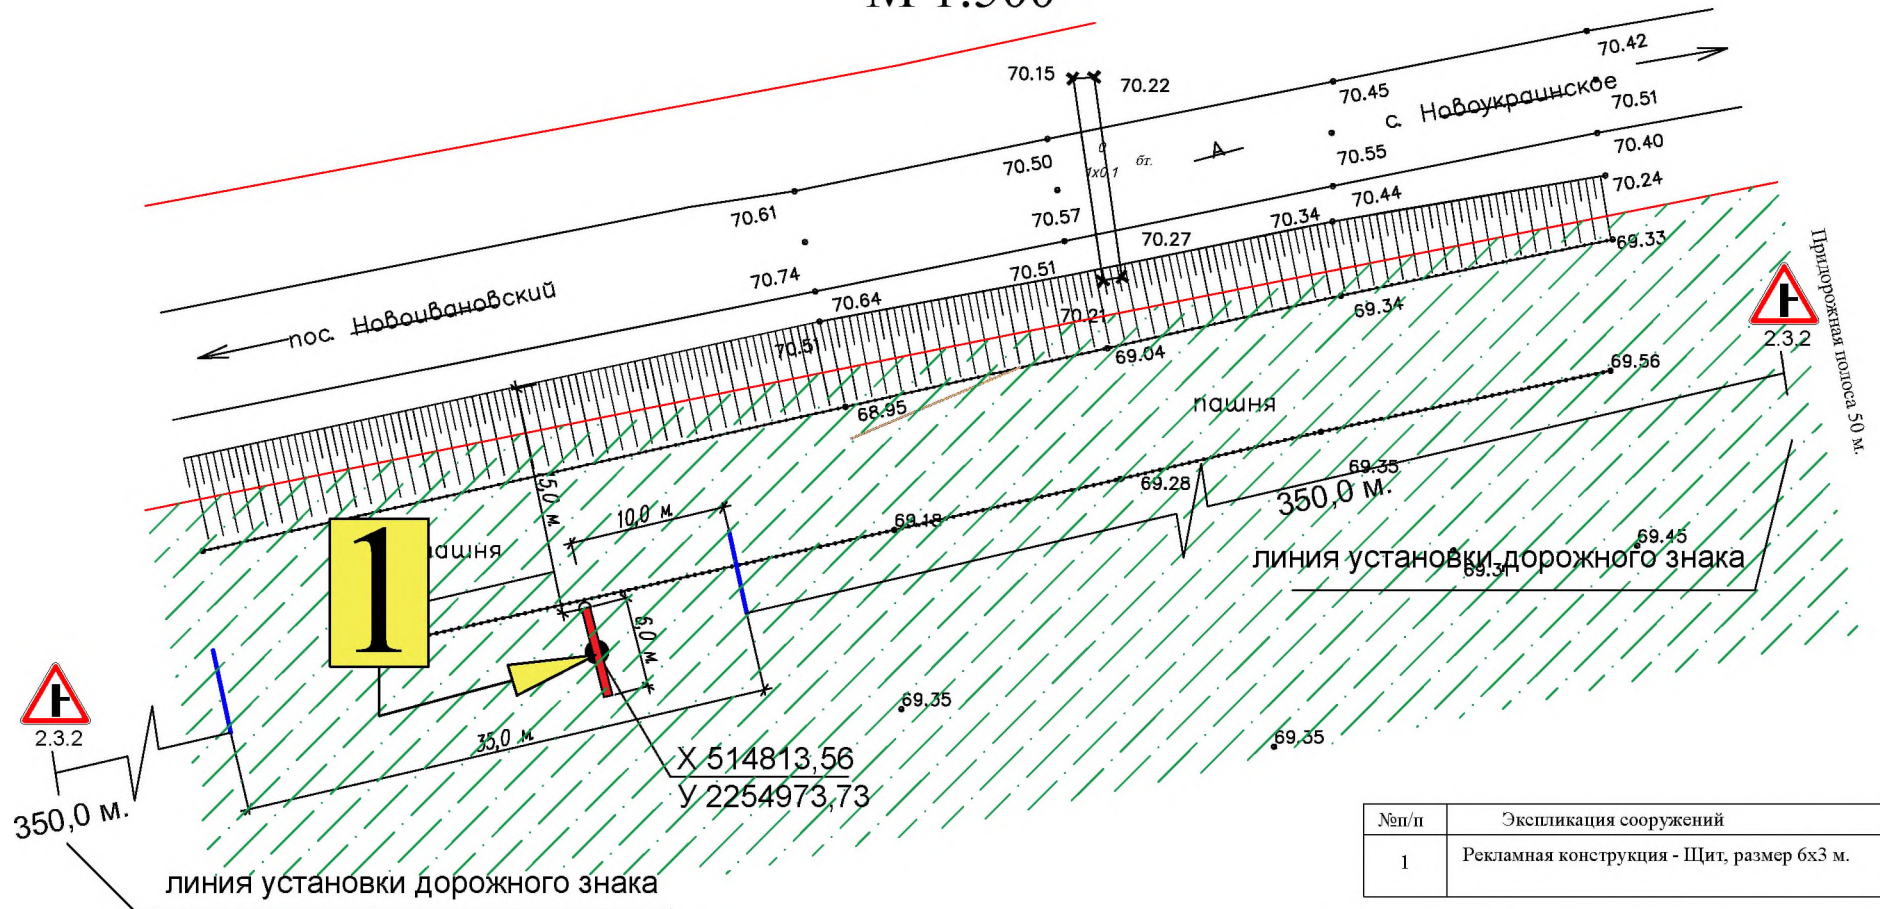 М 1:500
70.42
70.15
70.22
70.45
с. Новоукраинское
70.51
70.50
0
1х0,1
бт.
А
70.55
70.40
70.61
70.57
70.44
70.24
70.34
70.27
69.33
Придорожная полоса 50 м.
70.74
70.51
пос. Новоивановский
70.64
70.21
69.34
2.3.2
70.51
69.04
69.56
68.95
пашня
69.35
69.28
350,0 м.
10,0 м.
69.18
69.45
1
линия установки дорожного знака
69.31
6,0 м.
69.35
2.3.2
35,0 м.
69.35
Х 514813,56
У 2254973,73
350,0 м.
линия установки дорожного знака
№п/п Экспликация сооружений
1 Рекламная конструкция - Щит, размер 6х3 м.